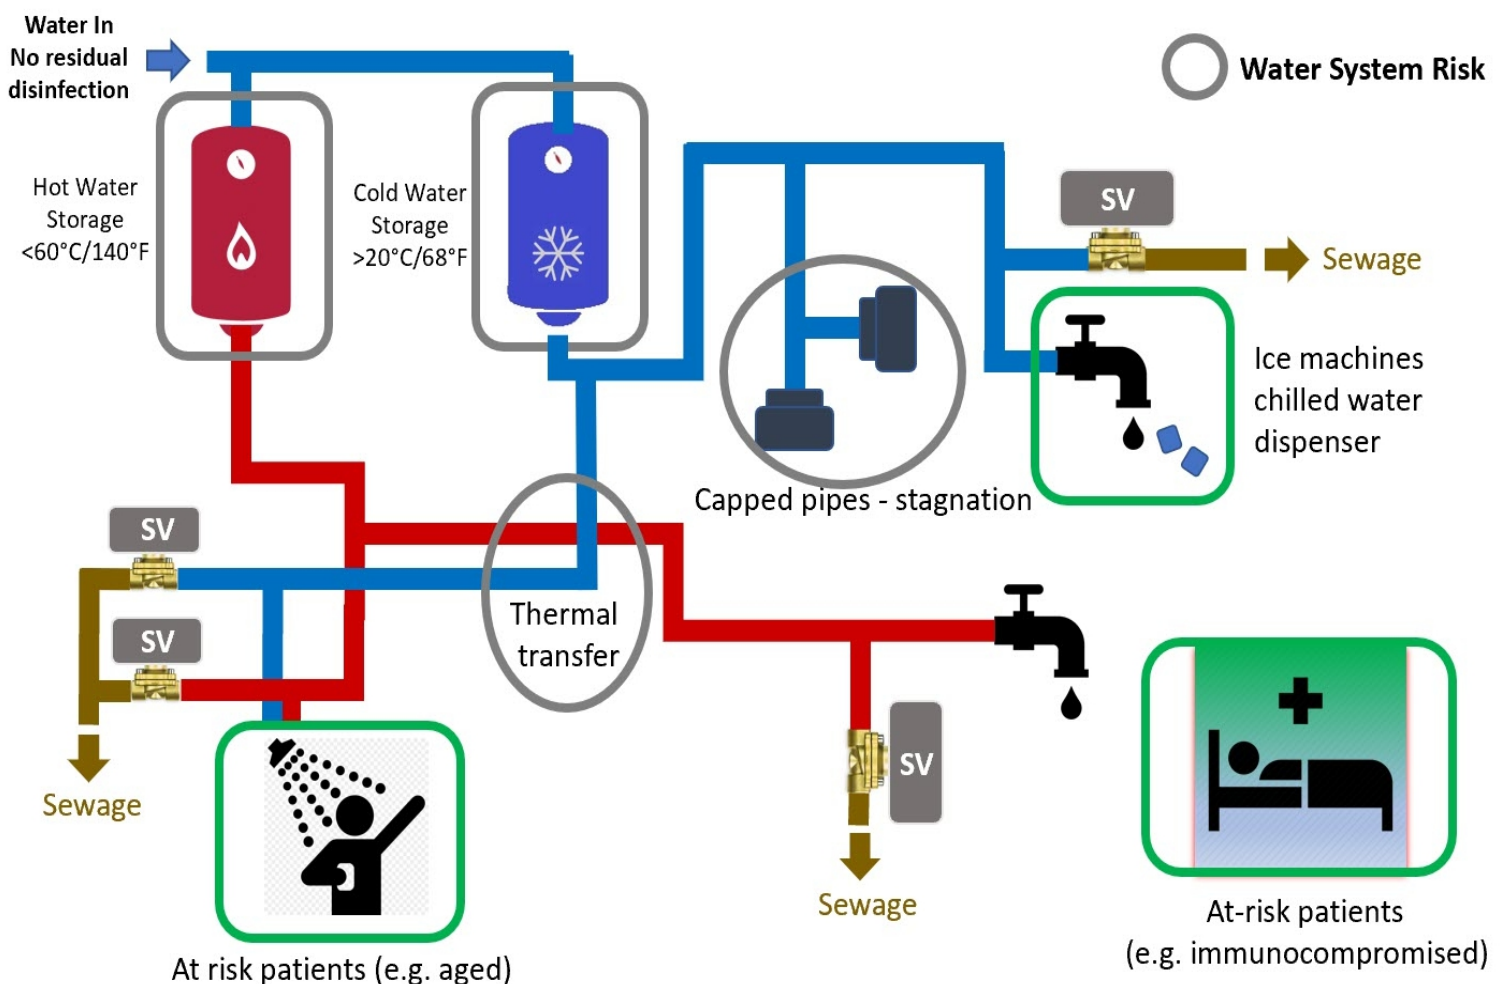 Water In
No residual
disinfection
Water System Risk
Hot Water
Storage
<60°C/140°F
Cold Water
Storage
>20°C/68°F
SV
Sewage
Ice machines
chilled water
dispenser
Capped pipes - stagnation
SV
SV
Thermal
transfer
SV
Sewage
Sewage
At risk patients (e.g. aged)
At-risk patients
(e.g. immunocompromised)